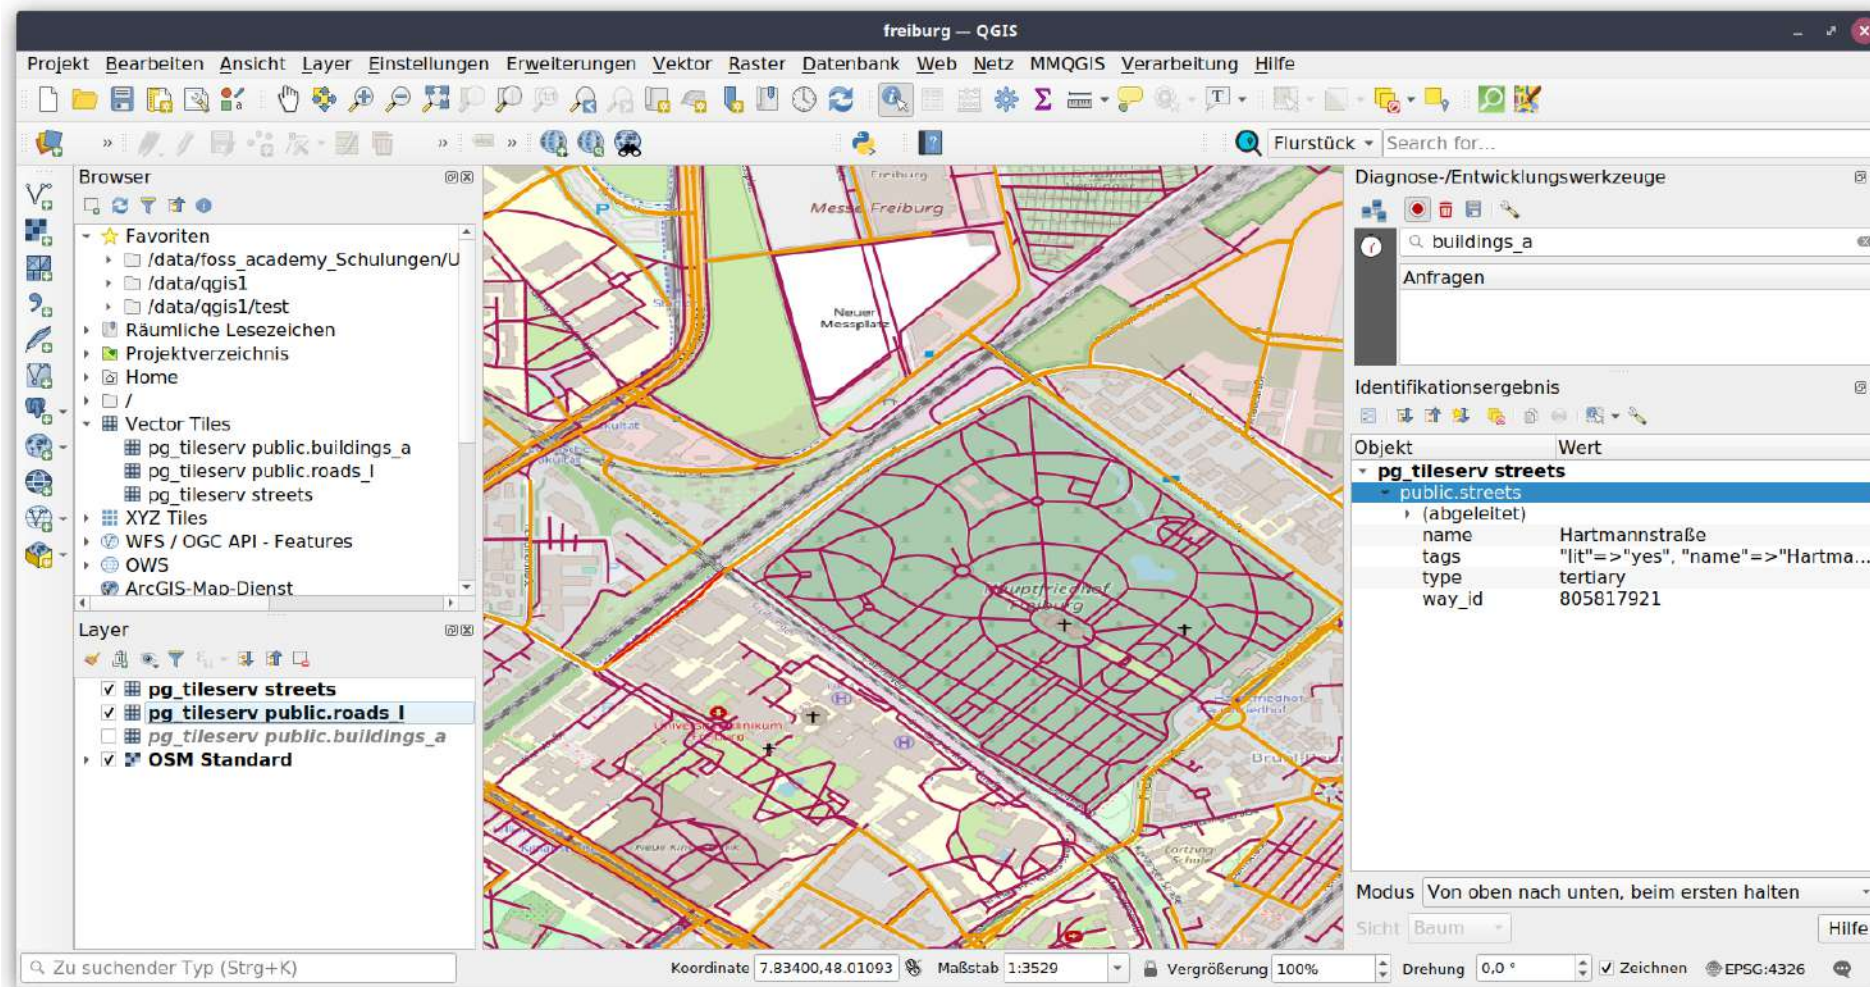 freiburg — QGIS
Projekt Bearbeiten Ansicht Layer Einstellungen Erweiterungen Vektor Raster Datenbank Web Netz MMQGIS Verarbeitung Hilfe
Flurstück Search for...
Browser
Favoriten
/data/foss_academy_Schulungen/U
/data/qgis1
/data/qgis1/test
Räumliche Lesezeichen
Projektverzeichnis
Home
/
Vector Tiles
pg_tileserv public.buildings_a
pg_tileserv public.roads_l
pg_tileserv streets
XYZ Tiles
WFS / OGC API - Features
OWS
ArcGIS-Map-Dienst
Layer
pg_tileserv streets
pg_tileserv public.roads_l
pg_tileserv public.buildings_a
OSM Standard
Freiburg
Messe Freiburg
Neuer
Messplatz
Hauptfriedhof
Freiburg
Diagnose-/Entwicklungswerkzeuge
buildings_a
Anfragen
Identifikationsergebnis
Objekt Wert
pg_tileserv streets
public.streets
(abgeleitet)
name Hartmannstraße
tags "lit"=>"yes", "name"=>"Hartma...
type tertiary
way_id 805817921
Modus Von oben nach unten, beim ersten halten
Sicht Baum Hilfe
Zu suchender Typ (Strg+K) Koordinate 7.83400,48.01093 Maßstab 1:3529 Vergrößerung 100% Drehung 0,0 ° Zeichnen EPSG:4326